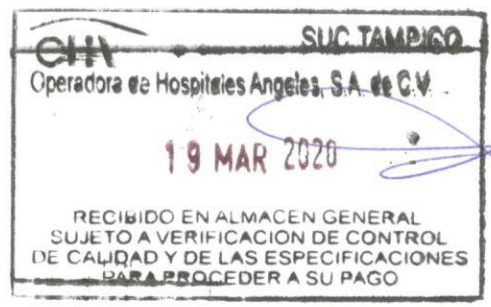 OHA
SUC. TAMPICO
Operadora de Hospitales Angeles, S.A. de C.V.
19 MAR 2020
RECIBIDO EN ALMACEN GENERAL
SUJETO A VERIFICACION DE CONTROL
DE CALIDAD Y DE LAS ESPECIFICACIONES
PARA PROCEDER A SU PAGO